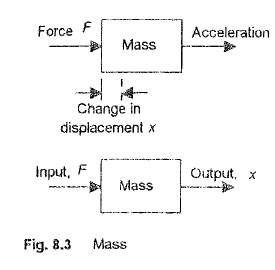 Force F
Acceleration
Mass
Change in
displacement x
Input, F
Output, x
Mass
Fig. 8.3 Mass